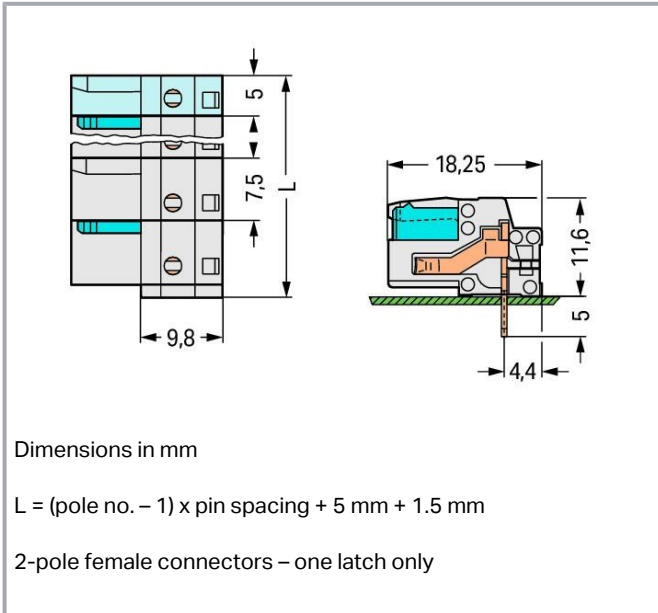 5
7,5
L
9,8
18,25
11,6
5
4,4
Dimensions in mm
L = (pole no. – 1) x pin spacing + 5 mm + 1.5 mm
2-pole female connectors – one latch only